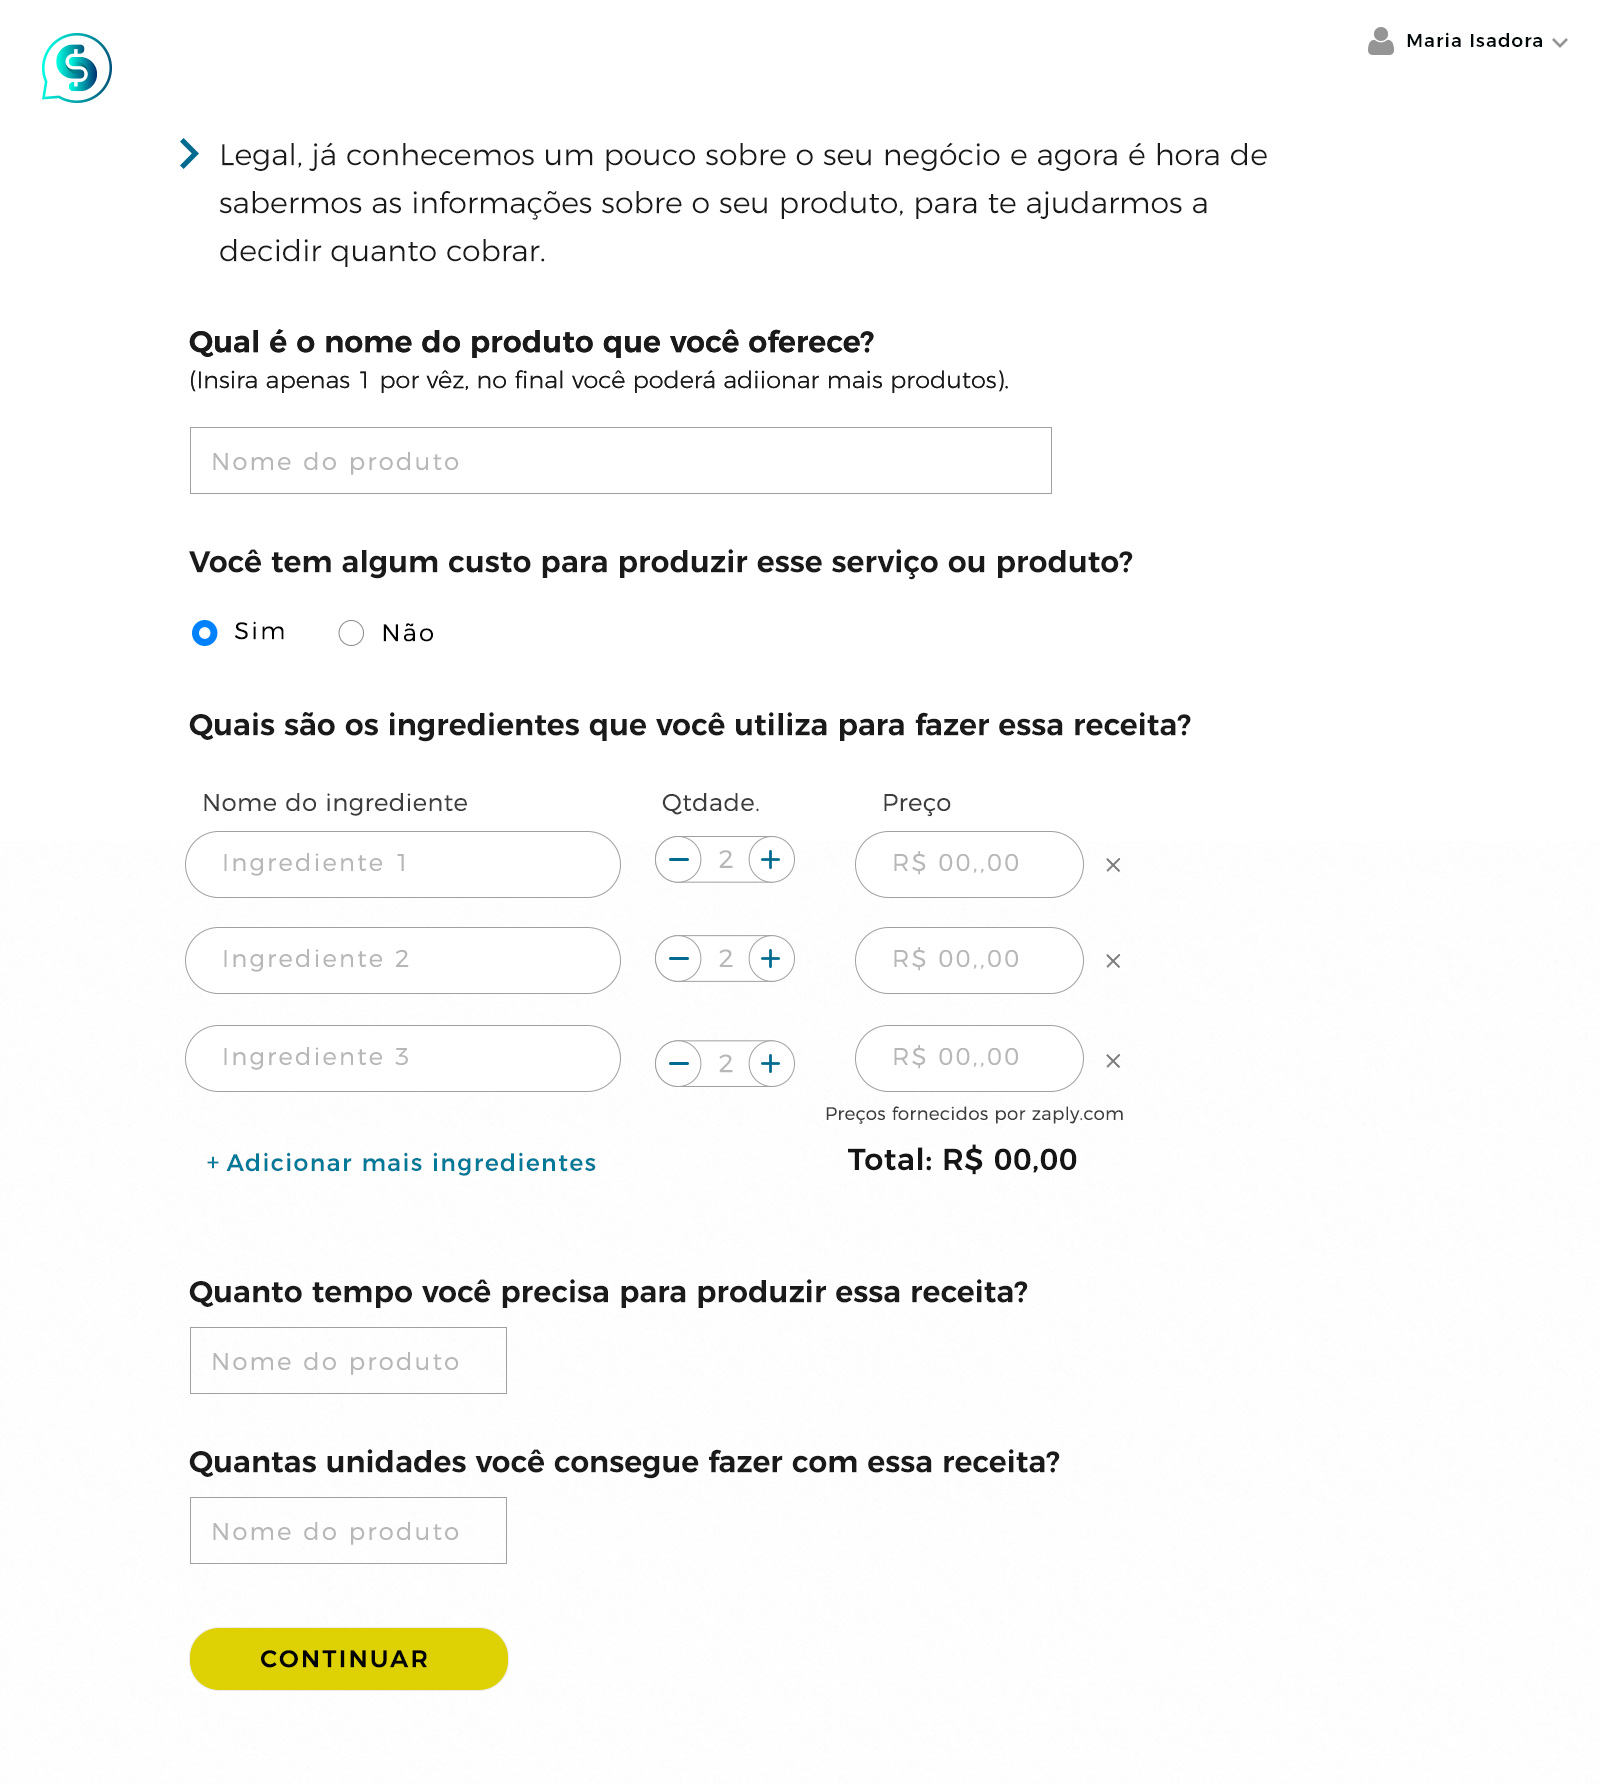 Maria Isadora
Legal, já conhecemos um pouco sobre o seu negócio e agora é hora de
sabermos as informações sobre o seu produto, para te ajudarmos a
decidir quanto cobrar.
Qual é o nome do produto que você oferece?
(Insira apenas 1 por vêz, no final você poderá adiionar mais produtos).
Nome do produto
Você tem algum custo para produzir esse serviço ou produto?
Sim Não
Quais são os ingredientes que você utiliza para fazer essa receita?
Nome do ingrediente Qtdade. Preço
Ingrediente 1 − 2 + R$ 00,,00 ×
Ingrediente 2 − 2 + R$ 00,,00 ×
Ingrediente 3 − 2 + R$ 00,,00 ×
Preços fornecidos por zaply.com
+ Adicionar mais ingredientes Total: R$ 00,00
Quanto tempo você precisa para produzir essa receita?
Nome do produto
Quantas unidades você consegue fazer com essa receita?
Nome do produto
CONTINUAR